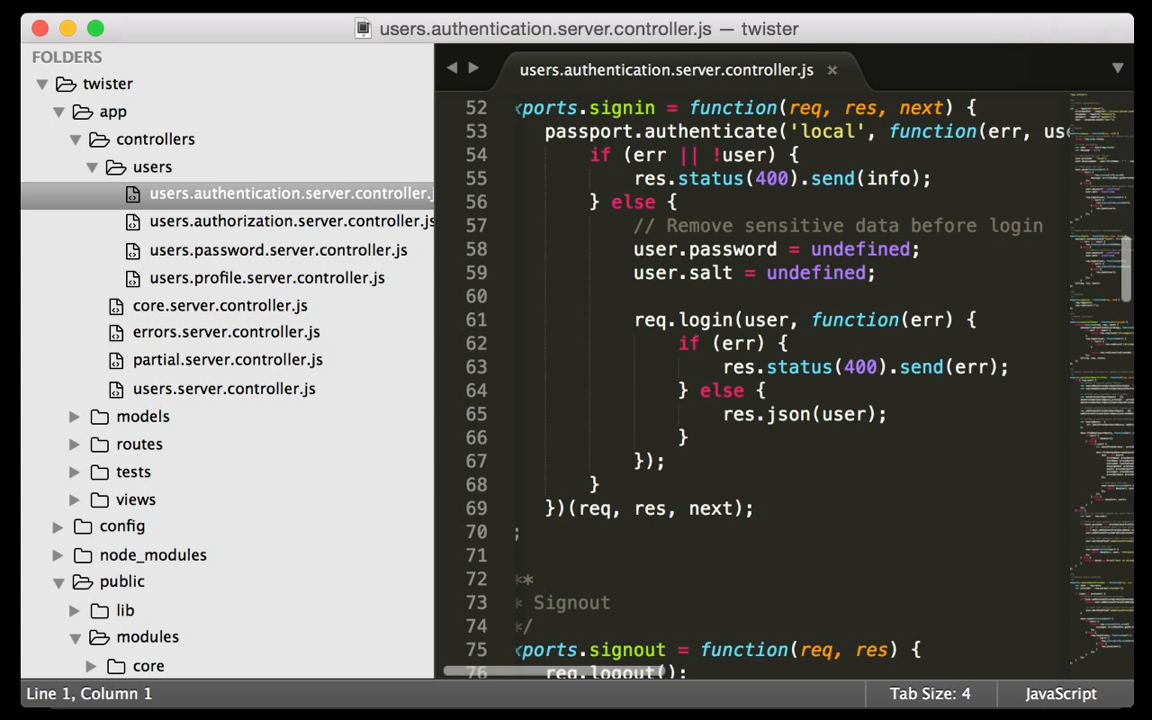 users.authentication.server.controller.js — twister
FOLDERS
twister
app
controllers
users
users.authentication.server.controller.j
users.authorization.server.controller.js
users.password.server.controller.js
users.profile.server.controller.js
core.server.controller.js
errors.server.controller.js
partial.server.controller.js
users.server.controller.js
models
routes
tests
views
config
node_modules
public
lib
modules
core
users.authentication.server.controller.js ×
52 xports.signin = function(req, res, next) {
53 passport.authenticate('local', function(err, use
54 if (err || !user) {
55 res.status(400).send(info);
56 } else {
57 // Remove sensitive data before login
58 user.password = undefined;
59 user.salt = undefined;
60
61 req.login(user, function(err) {
62 if (err) {
63 res.status(400).send(err);
64 } else {
65 res.json(user);
66 }
67 });
68 }
69 })(req, res, next);
70 ;
71
72 **
73 * Signout
74 */
75 xports.signout = function(req, res) {
76 req.logout();
Line 1, Column 1
Tab Size: 4
JavaScript